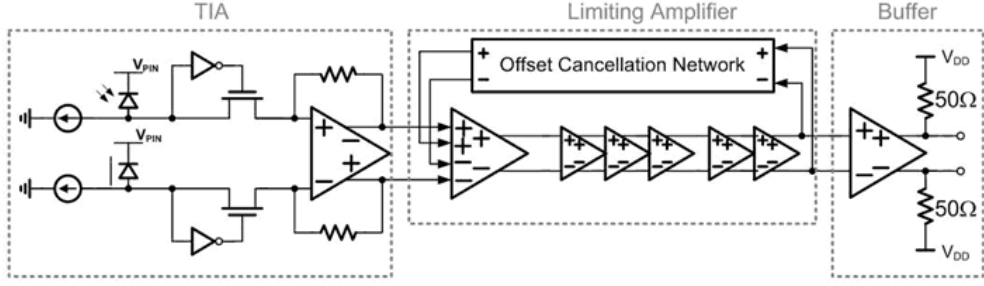 TIA
Limiting Amplifier
Buffer
V_PIN
V_PIN
+ − + −
+ − Offset Cancellation Network + −
+ + − − + −
+ + − −
+ + − −
+ + − −
+ + − −
+ + − −
+ + − −
V_DD
50Ω
50Ω
V_DD